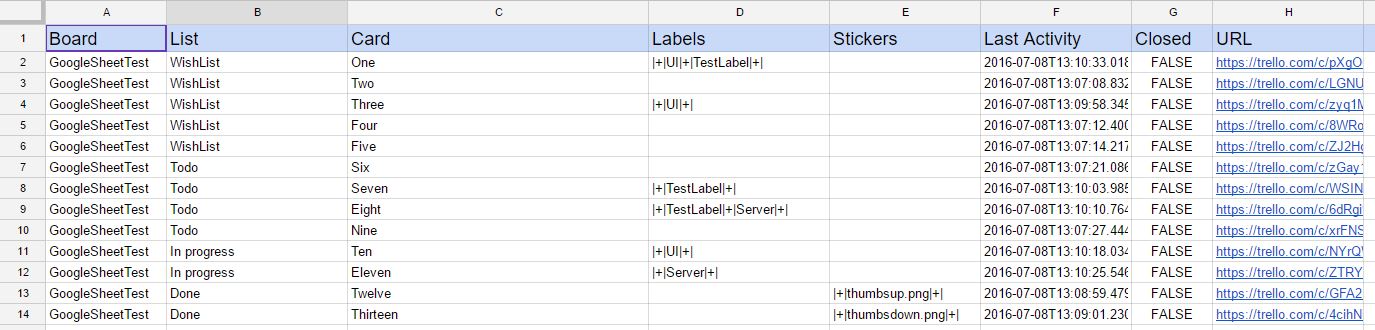 A B C D E F G H
1 Board List Card Labels Stickers Last Activity Closed URL
2 GoogleSheetTest WishList One |+|UI|+|TestLabel|+| 2016-07-08T13:10:33.018 FALSE https://trello.com/c/pXgO
3 GoogleSheetTest WishList Two 2016-07-08T13:07:08.832 FALSE https://trello.com/c/LGNU
4 GoogleSheetTest WishList Three |+|UI|+| 2016-07-08T13:09:58.345 FALSE https://trello.com/c/zyq1M
5 GoogleSheetTest WishList Four 2016-07-08T13:07:12.400 FALSE https://trello.com/c/8WRo
6 GoogleSheetTest WishList Five 2016-07-08T13:07:14.217 FALSE https://trello.com/c/ZJ2Hg
7 GoogleSheetTest Todo Six 2016-07-08T13:07:21.086 FALSE https://trello.com/c/zGay
8 GoogleSheetTest Todo Seven |+|TestLabel|+| 2016-07-08T13:10:03.985 FALSE https://trello.com/c/WSIN
9 GoogleSheetTest Todo Eight |+|TestLabel|+|Server|+| 2016-07-08T13:10:10.764 FALSE https://trello.com/c/6dRgi
10 GoogleSheetTest Todo Nine 2016-07-08T13:07:27.444 FALSE https://trello.com/c/xrFNS
11 GoogleSheetTest In progress Ten |+|UI|+| 2016-07-08T13:10:18.034 FALSE https://trello.com/c/NYrQ
12 GoogleSheetTest In progress Eleven |+|Server|+| 2016-07-08T13:10:25.546 FALSE https://trello.com/c/ZTRY
13 GoogleSheetTest Done Twelve |+|thumbsup.png|+| 2016-07-08T13:08:59.479 FALSE https://trello.com/c/GFA2
14 GoogleSheetTest Done Thirteen |+|thumbsdown.png|+| 2016-07-08T13:09:01.230 FALSE https://trello.com/c/4cihN